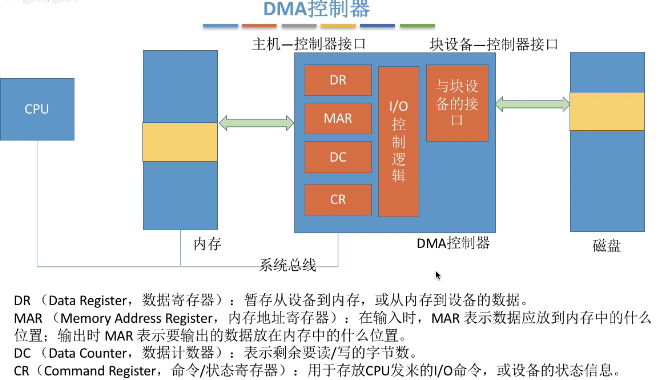 DMA控制器
主机—控制器接口
块设备—控制器接口
CPU
DR
MAR
DC
CR
I/O
控
制
逻
辑
与块设
备的接
口
内存
DMA控制器
磁盘
系统总线
DR （Data Register，数据寄存器）：暂存从设备到内存，或从内存到设备的数据。
MAR （Memory Address Register，内存地址寄存器）：在输入时，MAR 表示数据应放到内存中的什么
位置；输出时 MAR 表示要输出的数据放在内存中的什么位置。
DC （Data Counter，数据计数器）：表示剩余要读/写的字节数。
CR（Command Register，命令/状态寄存器）：用于存放CPU发来的I/O命令，或设备的状态信息。